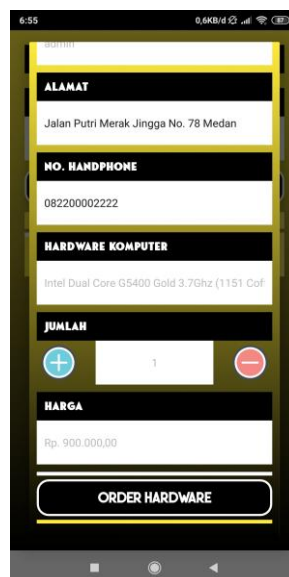 6:55
0,6KB/d
87
admin
ALAMAT
Jalan Putri Merak Jingga No. 78 Medan
NO. HANDPHONE
082200002222
HARDWARE KOMPUTER
Intel Dual Core G5400 Gold 3.7Ghz (1151 Cof
JUMLAH
1
HARGA
Rp. 900.000,00
ORDER HARDWARE